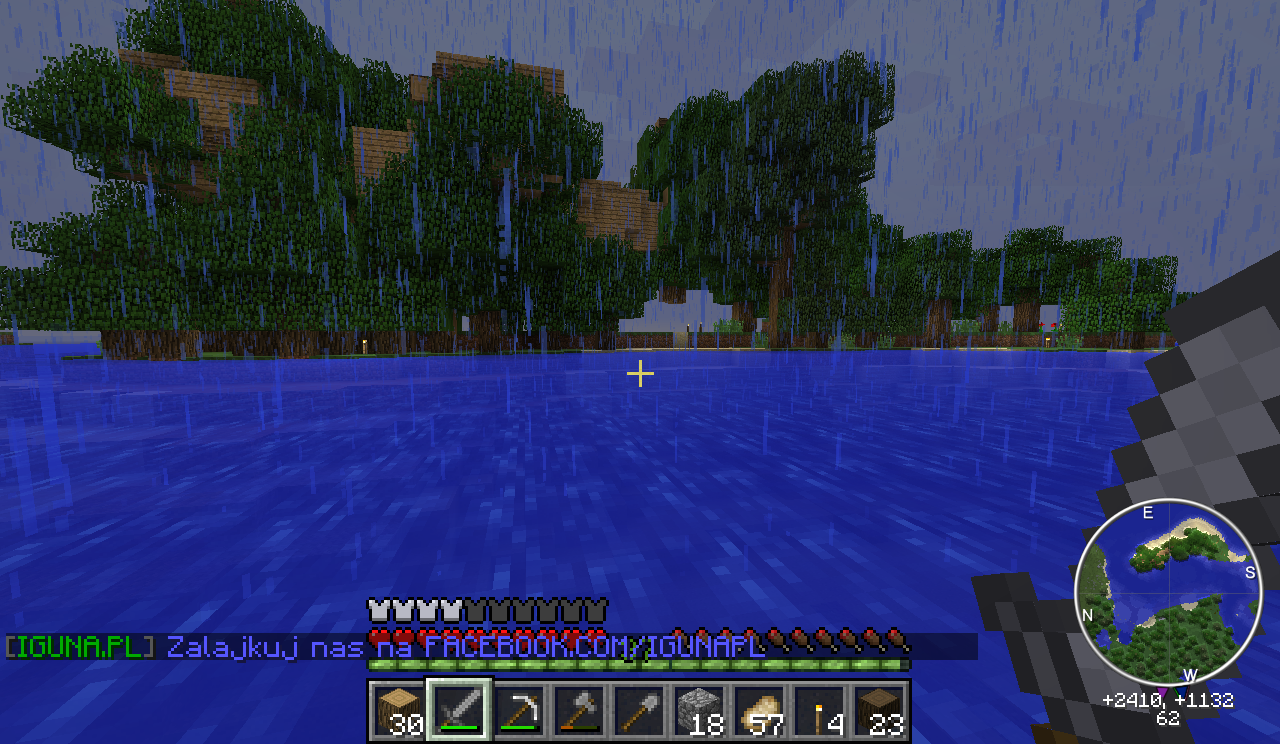 E
S
N
[IGUNA.PL] Zalajkuj nas na FACEBOOK.COM/IGUNAPL
W
+2410, +1132
62
30
18
57
4
23